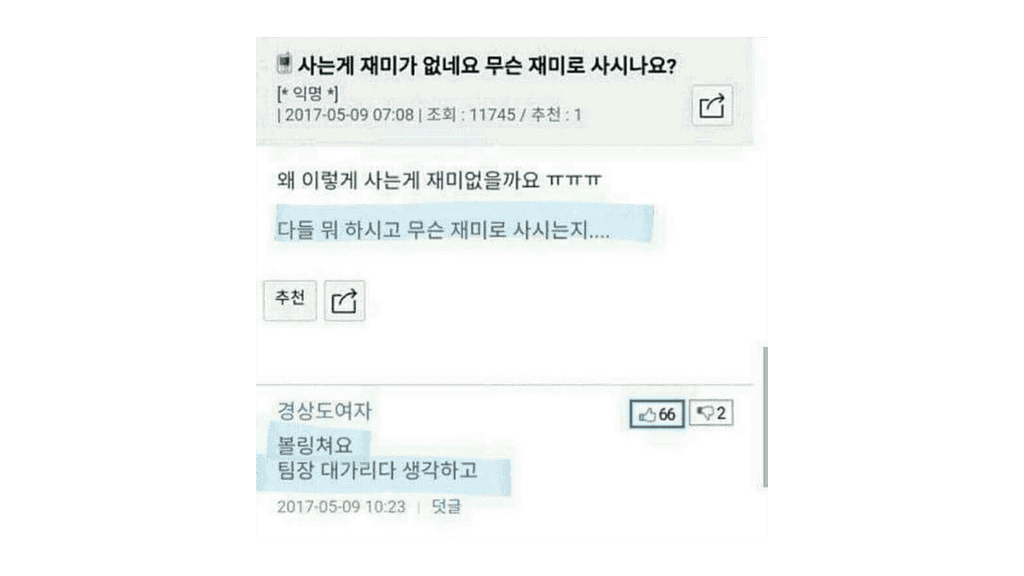 사는게 재미가 없네요 무슨 재미로 사시나요?
[* 익명 *]
| 2017-05-09 07:08 | 조회 : 11745 / 추천 : 1
왜 이렇게 사는게 재미없을까요 ㅠㅠㅠ
다들 뭐 하시고 무슨 재미로 사시는지....
추천
경상도여자
66
2
볼링쳐요
팀장 대가리다 생각하고
2017-05-09 10:23 | 덧글